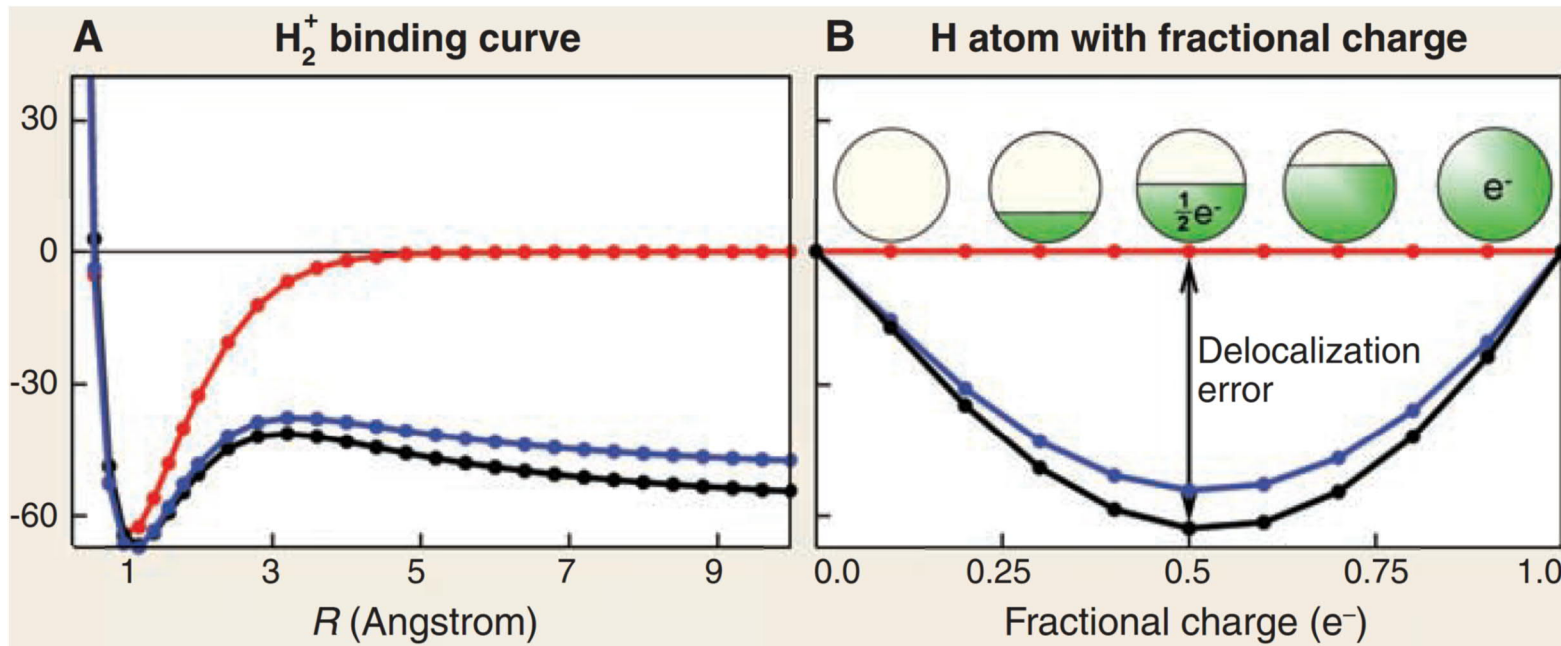 A
H₂⁺ binding curve
30
0
-30
-60
1
3
5
7
9
R (Angstrom)
B
H atom with fractional charge
½e⁻
e⁻
Delocalization
error
0.0
0.25
0.5
0.75
1.0
Fractional charge (e⁻)